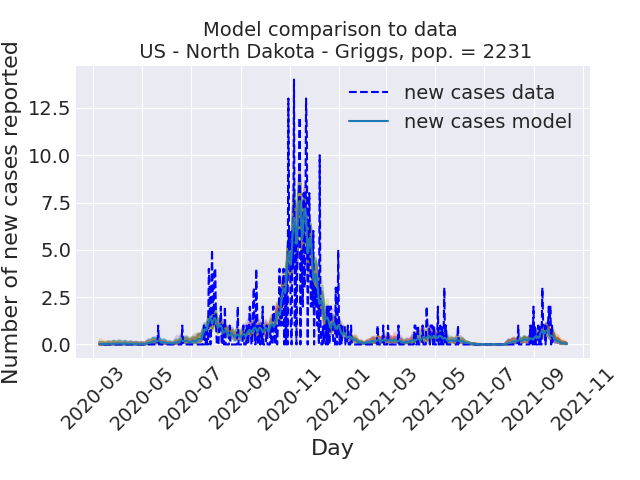 Model comparison to data
US - North Dakota - Griggs, pop. = 2231
new cases data
new cases model
Number of new cases reported
12.5
10.0
7.5
5.0
2.5
0.0
2020-03
2020-05
2020-07
2020-09
2020-11
2021-01
2021-03
2021-05
2021-07
2021-09
2021-11
Day